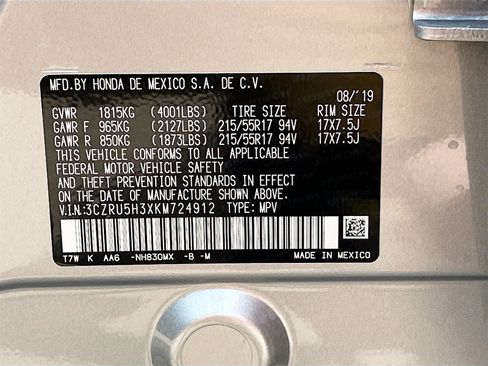 MFD.BY HONDA DE MEXICO S.A. DE C.V.
08/'19
GVWR 1815KG (4001LBS) TIRE SIZE RIM SIZE
GAWR F 965KG (2127LBS) 215/55R17 94V 17X7.5J
GAWR R 850KG (1873LBS) 215/55R17 94V 17X7.5J
THIS VEHICLE CONFORMS TO ALL APPLICABLE
FEDERAL MOTOR VEHICLE SAFETY,
BUMPER, AND THEFT PREVENTION STANDARDS IN EFFECT
ON THE DATE OF MANUFACTURE SHOWN ABOVE.
V.I.N:3CZRU5H3XKM724912 TYPE: MPV
T7W K AA6 -NH830MX -B -M MADE IN MEXICO